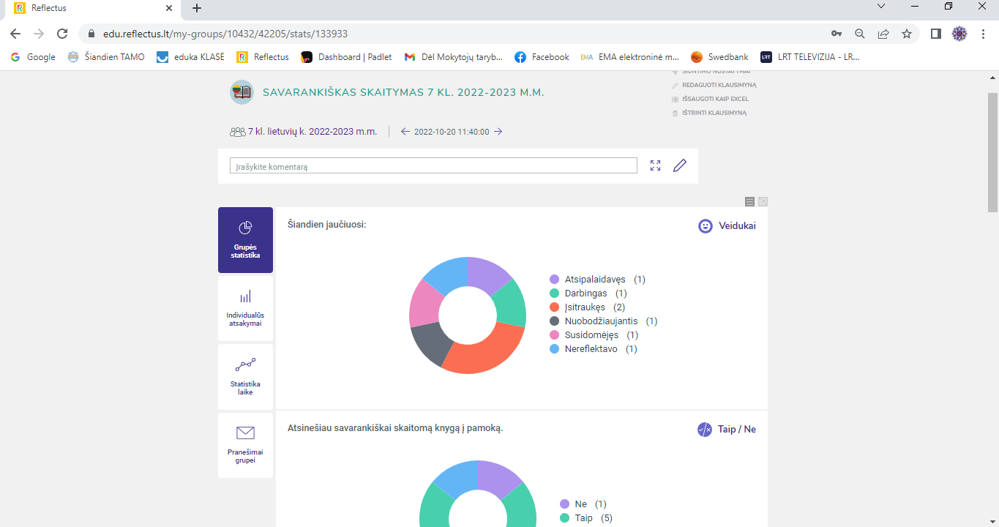 Reflectus
edu.reflectus.lt/my-groups/10432/42205/stats/133933
Google
Šiandien TAMO
eduka KLASĖ
Reflectus
Dashboard | Padlet
Dėl Mokytojų taryb...
Facebook
EMA elektroninė m...
Swedbank
LRT TELEVIZIJA - LR...
SIUNTIMO NUSTATYMAI
SAVARANKIŠKAS SKAITYMAS 7 KL. 2022-2023 M.M.
REDAGUOTI KLAUSIMYNĄ
IŠSAUGOTI KAIP EXCEL
IŠTRINTI KLAUSIMYNĄ
7 kl. lietuvių k. 2022-2023 m.m.
2022-10-20 11:40:00
Įrašykite komentarą
Grupės
statistika
Individualūs
atsakymai
Statistika
laike
Pranešimai
grupei
Šiandien jaučiuosi:
Veidukai
Atsipalaidavęs (1)
Darbingas (1)
Įsitraukęs (2)
Nuobodžiaujantis (1)
Susidomėjęs (1)
Nereflektavo (1)
Atsinešiau savarankiškai skaitomą knygą į pamoką.
Taip / Ne
Ne (1)
Taip (5)